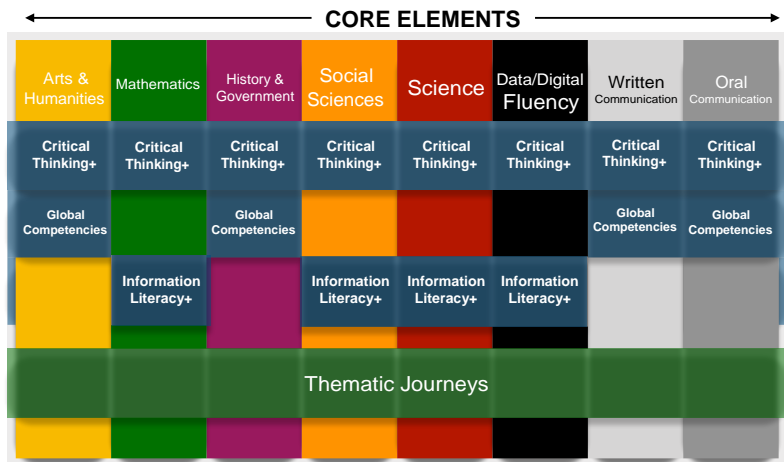 CORE ELEMENTS
Arts &
Humanities
Mathematics
History &
Government
Social
Sciences
Science
Data/Digital
Fluency
Written
Communication
Oral
Communication
Critical
Thinking+
Critical
Thinking+
Critical
Thinking+
Critical
Thinking+
Critical
Thinking+
Critical
Thinking+
Critical
Thinking+
Critical
Thinking+
Global
Competencies
Global
Competencies
Global
Competencies
Global
Competencies
Information
Literacy+
Information
Literacy+
Information
Literacy+
Information
Literacy+
Thematic Journeys